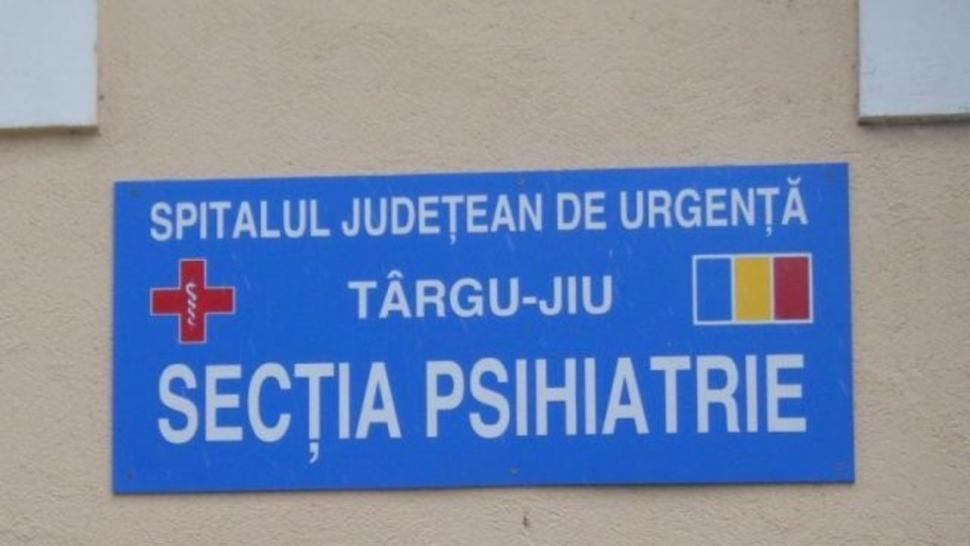 SPITALUL JUDEȚEAN DE URGENȚĂ
TÂRGU-JIU
SECȚIA PSIHIATRIE